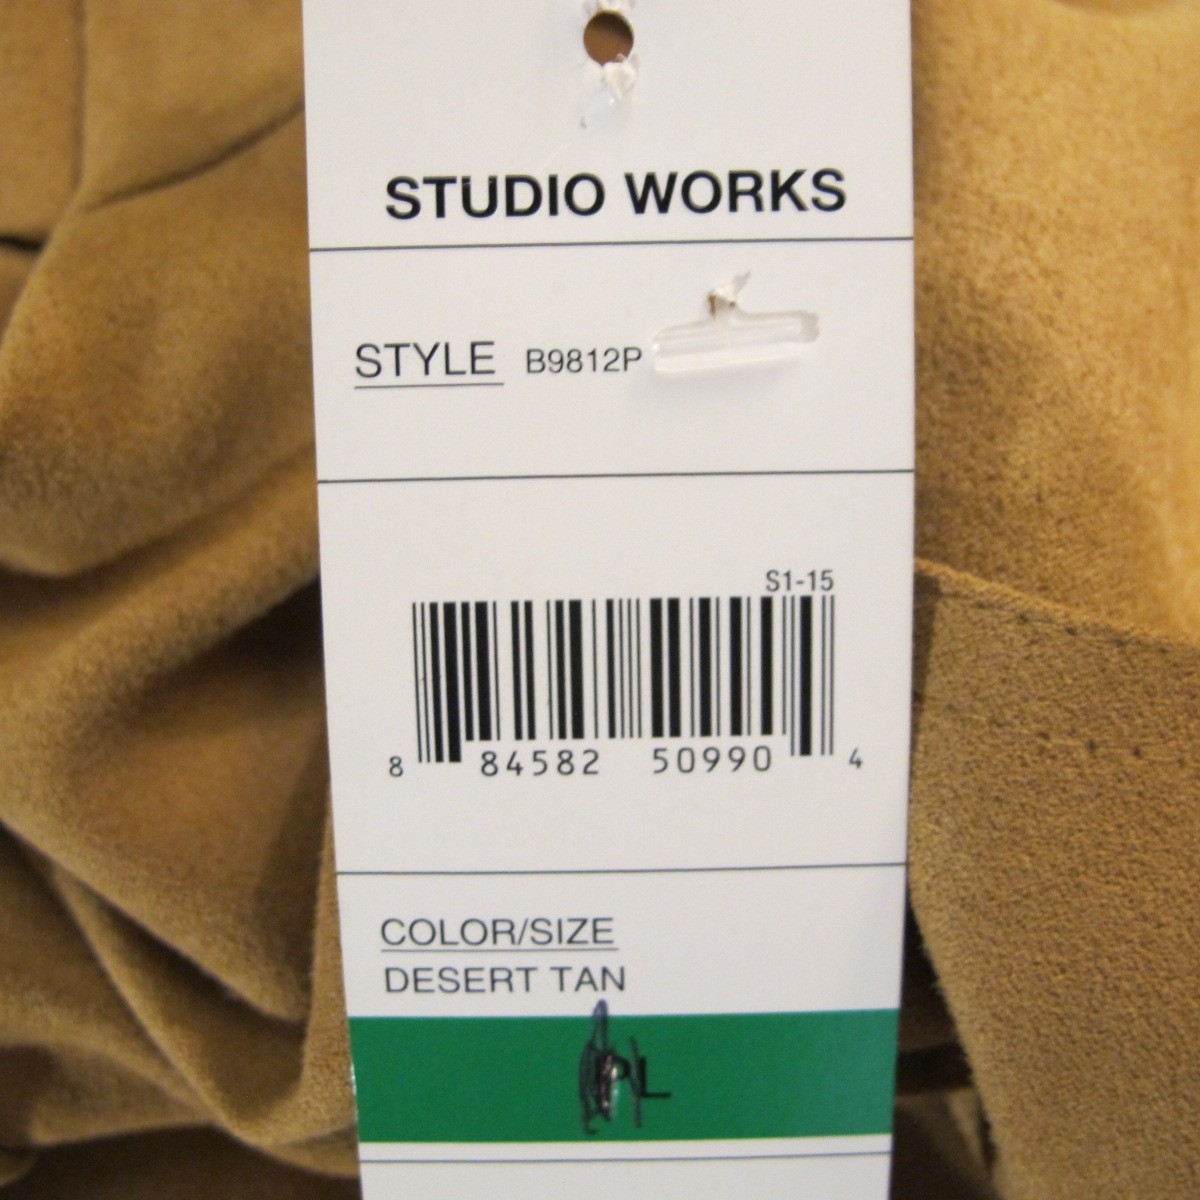 STUDIO WORKS
STYLE B9812P
S1-15
8 84582 50990 4
COLOR/SIZE
DESERT TAN
PL